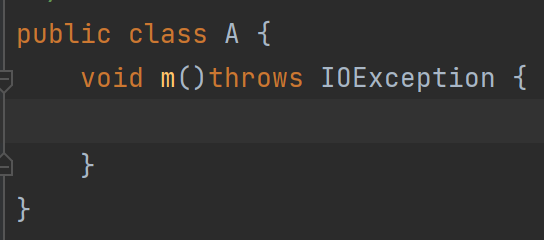 public class A {
void m()throws IOException {
}
}